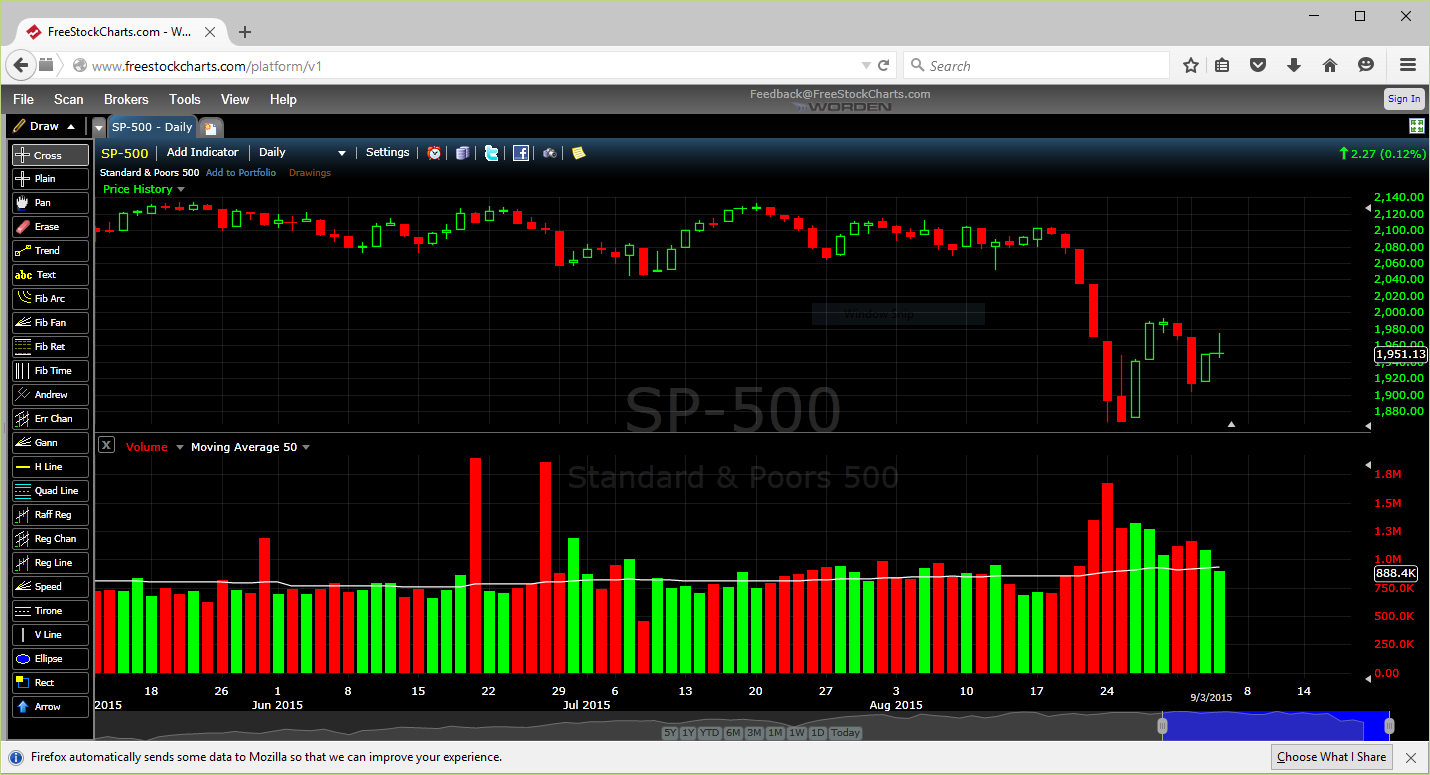 FreeStockCharts.com - W...
www.freestockcharts.com/platform/v1
Search
File Scan Brokers Tools View Help
Feedback@FreeStockCharts.com
WORDEN
Sign In
Draw
SP-500 - Daily
Cross
Plain
Pan
Erase
Trend
abc Text
Fib Arc
Fib Fan
Fib Ret
Fib Time
Andrew
Err Chan
Gann
H Line
Quad Line
Raff Reg
Reg Chan
Reg Line
Speed
Tirone
V Line
Ellipse
Rect
Arrow
SP-500 Add Indicator Daily Settings
2.27 (0.12%)
Standard & Poors 500 Add to Portfolio Drawings
Price History
2,140.00
2,120.00
2,100.00
2,080.00
2,060.00
2,040.00
2,020.00
2,000.00
1,980.00
1,960.00
1,951.13
1,920.00
1,900.00
1,880.00
Window Snip
SP-500
X Volume Moving Average 50
Standard & Poors 500
1.8M
1.5M
1.3M
1.0M
888.4K
750.0K
500.0K
250.0K
0.00
18 26 1 8 15 22 29 6 13 20 27 3 10 17 24 9/3/2015 8 14
2015 Jun 2015 Jul 2015 Aug 2015
5Y 1Y YTD 6M 3M 1M 1W 1D Today
Firefox automatically sends some data to Mozilla so that we can improve your experience.
Choose What I Share